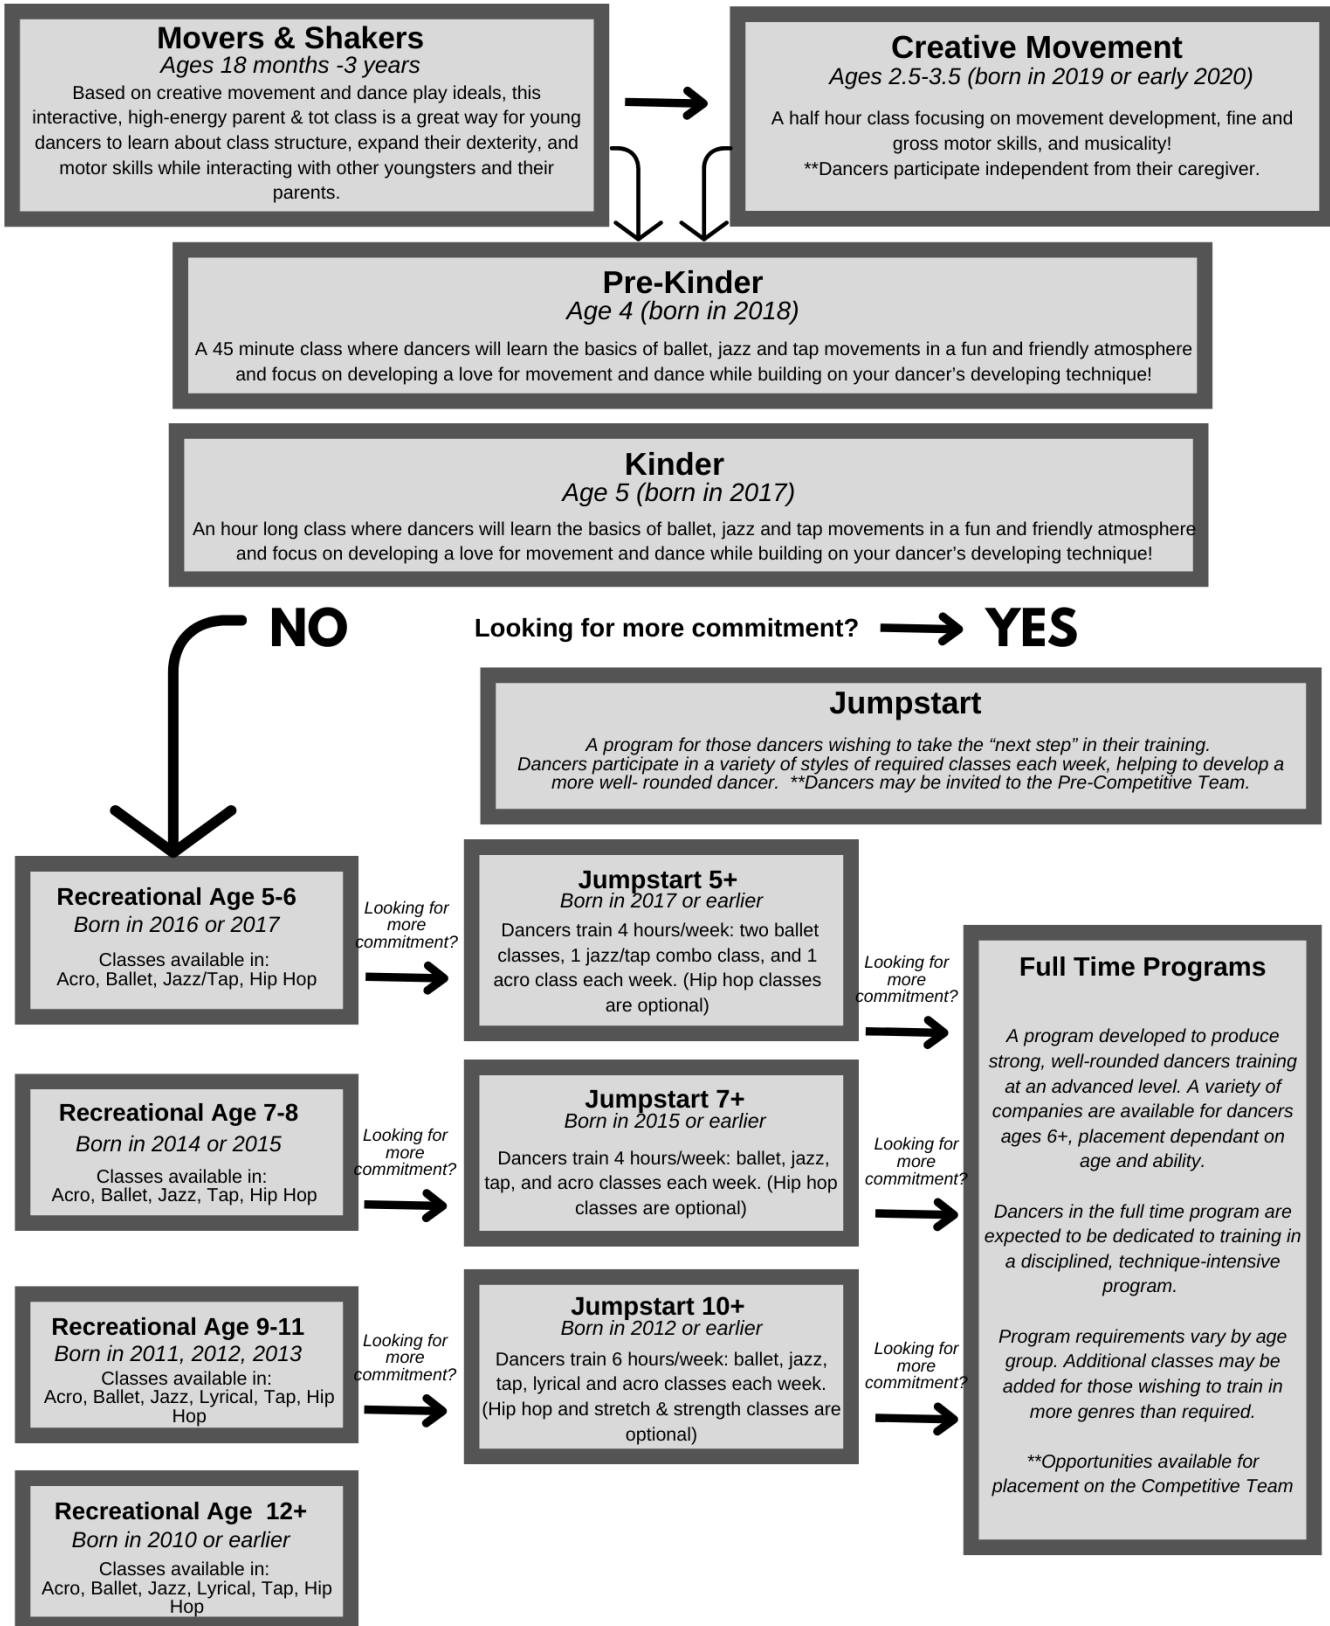 Movers & Shakers
Ages 18 months -3 years
Based on creative movement and dance play ideals, this
interactive, high-energy parent & tot class is a great way for young
dancers to learn about class structure, expand their dexterity, and
motor skills while interacting with other youngsters and their
parents.
Creative Movement
Ages 2.5-3.5 (born in 2019 or early 2020)
A half hour class focusing on movement development, fine and
gross motor skills, and musicality!
**Dancers participate independent from their caregiver.
Pre-Kinder
Age 4 (born in 2018)
A 45 minute class where dancers will learn the basics of ballet, jazz and tap movements in a fun and friendly atmosphere
and focus on developing a love for movement and dance while building on your dancer’s developing technique!
Kinder
Age 5 (born in 2017)
An hour long class where dancers will learn the basics of ballet, jazz and tap movements in a fun and friendly atmosphere
and focus on developing a love for movement and dance while building on your dancer’s developing technique!
NO
Looking for more commitment?
YES
Jumpstart
A program for those dancers wishing to take the “next step” in their training.
Dancers participate in a variety of styles of required classes each week, helping to develop a
more well- rounded dancer. **Dancers may be invited to the Pre-Competitive Team.
Recreational Age 5-6
Born in 2016 or 2017
Classes available in:
Acro, Ballet, Jazz/Tap, Hip Hop
Looking for
more
commitment?
Jumpstart 5+
Born in 2017 or earlier
Dancers train 4 hours/week: two ballet
classes, 1 jazz/tap combo class, and 1
acro class each week. (Hip hop classes
are optional)
Looking for
more
commitment?
Recreational Age 7-8
Born in 2014 or 2015
Classes available in:
Acro, Ballet, Jazz, Tap, Hip Hop
Looking for
more
commitment?
Jumpstart 7+
Born in 2015 or earlier
Dancers train 4 hours/week: ballet, jazz,
tap, and acro classes each week. (Hip hop
classes are optional)
Looking for
more
commitment?
Recreational Age 9-11
Born in 2011, 2012, 2013
Classes available in:
Acro, Ballet, Jazz, Lyrical, Tap, Hip
Hop
Looking for
more
commitment?
Jumpstart 10+
Born in 2012 or earlier
Dancers train 6 hours/week: ballet, jazz,
tap, lyrical and acro classes each week.
(Hip hop and stretch & strength classes are
optional)
Looking for
more
commitment?
Recreational Age 12+
Born in 2010 or earlier
Classes available in:
Acro, Ballet, Jazz, Lyrical, Tap, Hip
Hop
Full Time Programs
A program developed to produce
strong, well-rounded dancers training
at an advanced level. A variety of
companies are available for dancers
ages 6+, placement dependant on
age and ability.
Dancers in the full time program are
expected to be dedicated to training in
a disciplined, technique-intensive
program.
Program requirements vary by age
group. Additional classes may be
added for those wishing to train in
more genres than required.
**Opportunities available for
placement on the Competitive Team